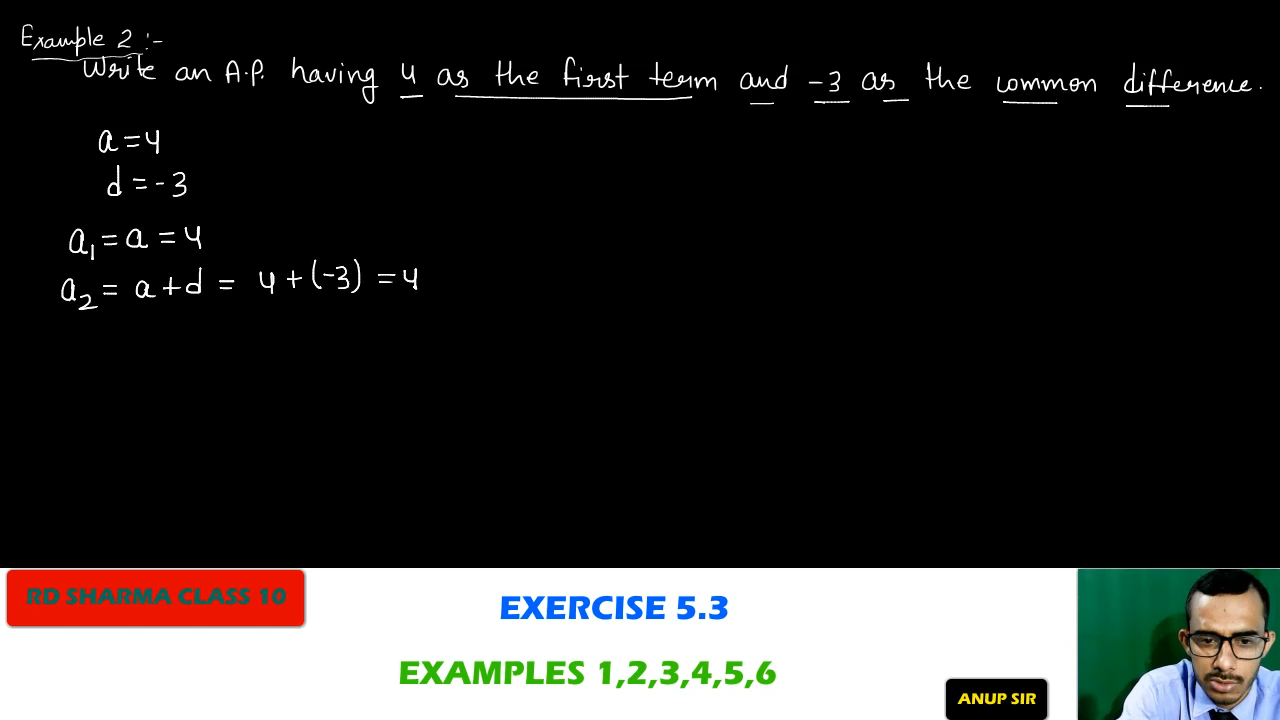 Example 2 :-
Write an A.P. having 4 as the first term and -3 as the common difference.
a = 4
d = -3
a₁ = a = 4
a₂ = a + d = 4 + (-3) = 4
RD SHARMA CLASS 10
EXERCISE 5.3
EXAMPLES 1,2,3,4,5,6
ANUP SIR